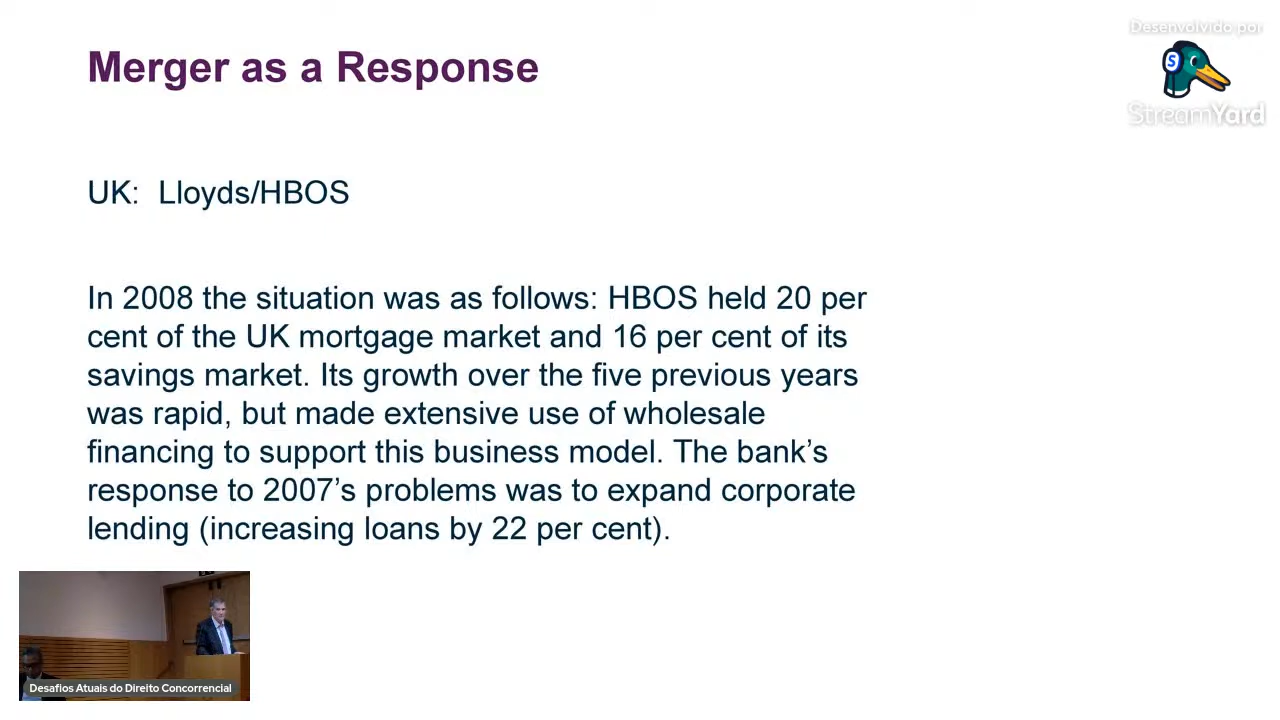 Desenvolvido por
S
StreamYard
Merger as a Response
UK: Lloyds/HBOS
In 2008 the situation was as follows: HBOS held 20 per
cent of the UK mortgage market and 16 per cent of its
savings market. Its growth over the five previous years
was rapid, but made extensive use of wholesale
financing to support this business model. The bank’s
response to 2007’s problems was to expand corporate
lending (increasing loans by 22 per cent).
Desafios Atuais do Direito Concorrencial